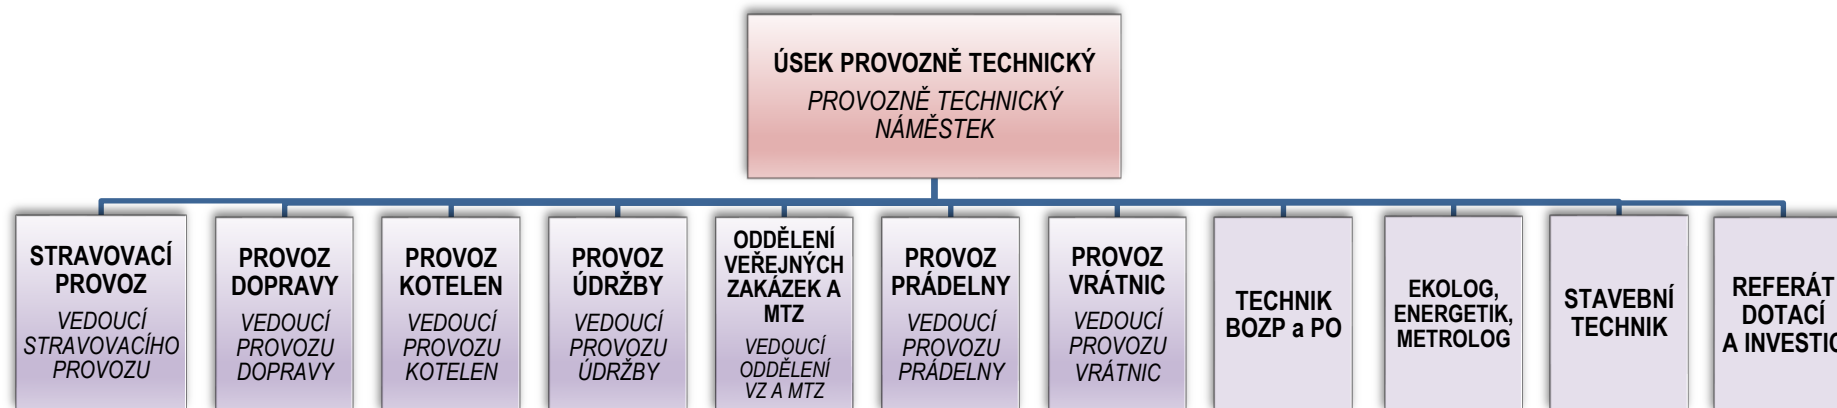 ÚSEK PROVOZNĚ TECHNICKÝ
PROVOZNĚ TECHNICKÝ
NÁMĚSTEK
STRAVOVACÍ
PROVOZ
VEDOUCÍ
STRAVOVACÍHO
PROVOZU
PROVOZ
DOPRAVY
VEDOUCÍ
PROVOZU
DOPRAVY
PROVOZ
KOTELEN
VEDOUCÍ
PROVOZU
KOTELEN
PROVOZ
ÚDRŽBY
VEDOUCÍ
PROVOZU
ÚDRŽBY
ODDĚLENÍ
VEŘEJNÝCH
ZAKÁZEK A
MTZ
VEDOUCÍ
ODDĚLENÍ
VZ A MTZ
PROVOZ
PRÁDELNY
VEDOUCÍ
PROVOZU
PRÁDELNY
PROVOZ
VRÁTNIC
VEDOUCÍ
PROVOZU
VRÁTNIC
TECHNIK
BOZP a PO
EKOLOG,
ENERGETIK,
METROLOG
STAVEBNÍ
TECHNIK
REFERÁT
DOTACÍ
A INVESTIC